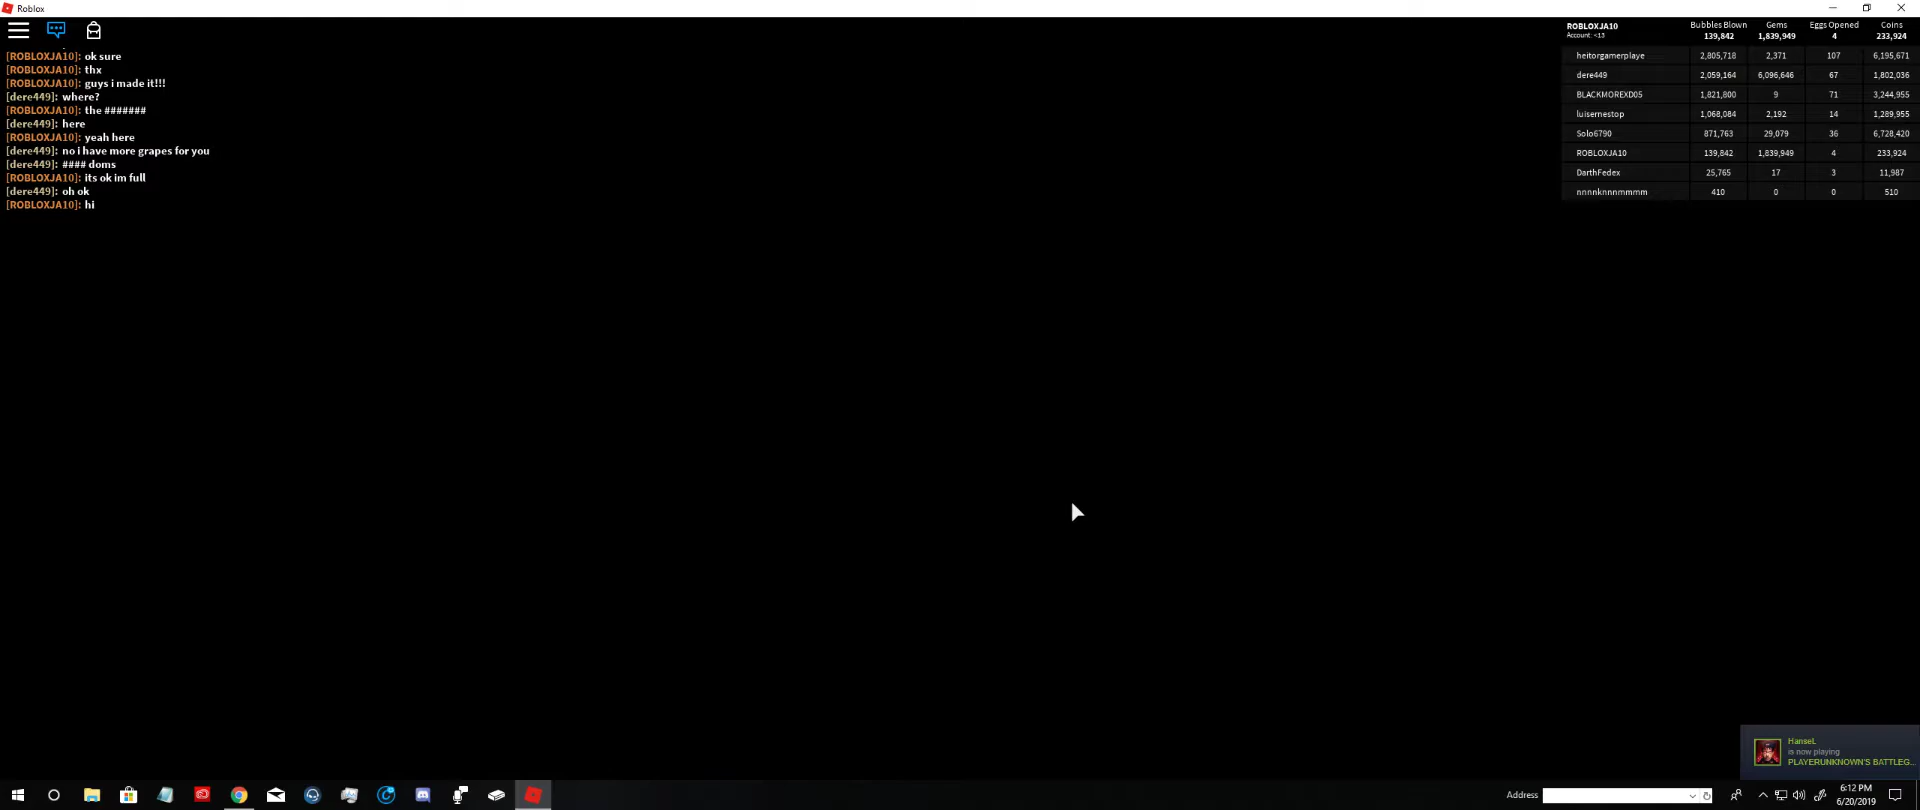 Roblox
[ROBLOXJA10]: ok sure
[ROBLOXJA10]: thx
[ROBLOXJA10]: guys i made it!!!
[dere449]: where?
[ROBLOXJA10]: the #######
[dere449]: here
[ROBLOXJA10]: yeah here
[dere449]: no i have more grapes for you
[dere449]: #### doms
[ROBLOXJA10]: its ok im full
[dere449]: oh ok
[ROBLOXJA10]: hi
ROBLOXJA10 Bubbles Blown Gems Eggs Opened Coins
Account: <13 139,842 1,839,949 4 233,924
heitorgamerplaye 2,805,718 2,371 107 6,195,671
dere449 2,059,164 6,096,646 67 1,802,036
BLACKMOREXD05 1,821,800 9 71 3,244,955
luisernestop 1,068,084 2,192 14 1,289,955
Solo6790 871,763 29,079 36 6,728,420
ROBLOXJA10 139,842 1,839,949 4 233,924
DarthFedex 25,765 17 3 11,987
nnnnknnnmmmm 410 0 0 510
HanseL
is now playing
PLAYERUNKNOWN'S BATTLEG...
Address
6:12 PM
6/20/2019